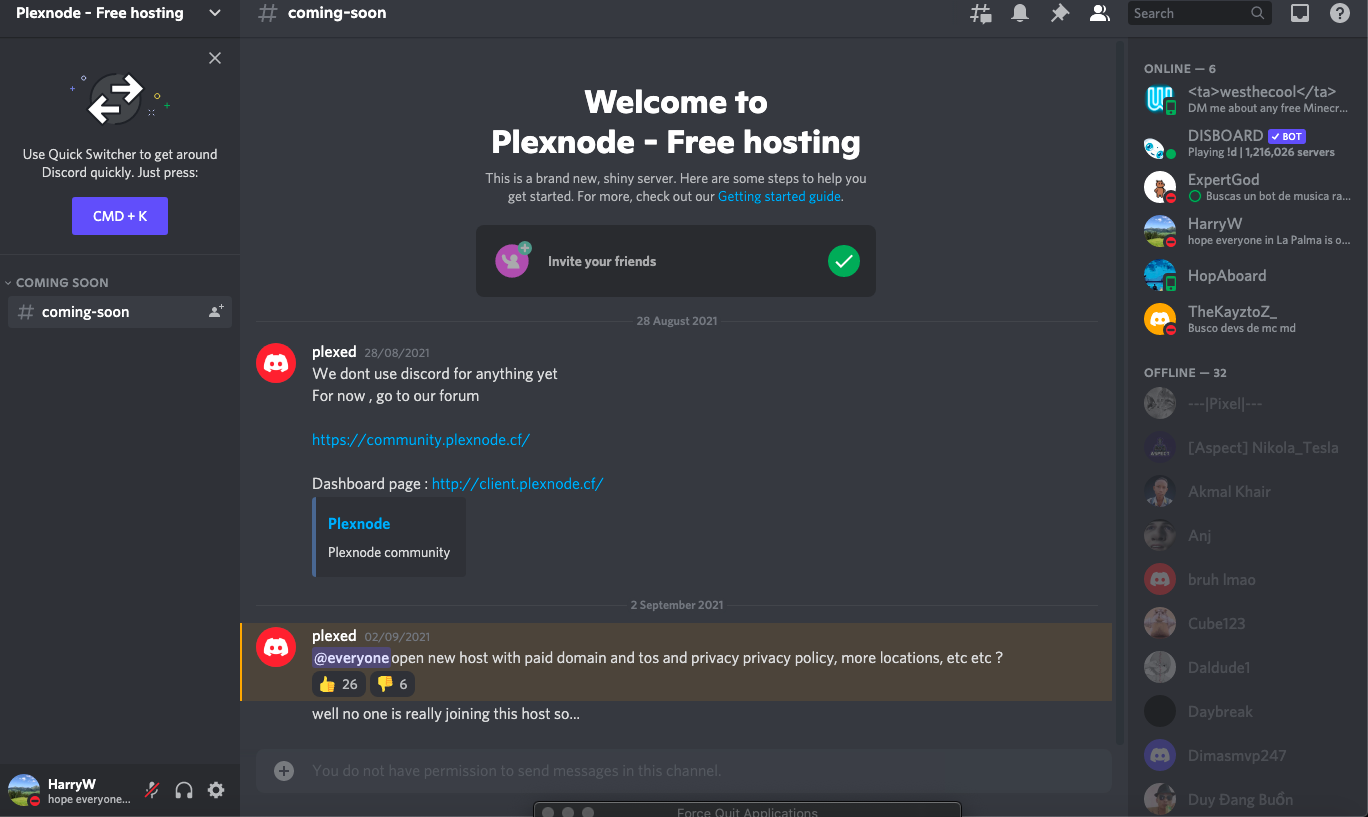 Plexnode - Free hosting
Use Quick Switcher to get around
Discord quickly. Just press:
CMD + K
COMING SOON
coming-soon
HarryW
hope everyone...
coming-soon
Search
Welcome to
Plexnode - Free hosting
This is a brand new, shiny server. Here are some steps to help you
get started. For more, check out our Getting started guide.
Invite your friends
28 August 2021
plexed 28/08/2021
We dont use discord for anything yet
For now , go to our forum
https://community.plexnode.cf/
Dashboard page : http://client.plexnode.cf/
Plexnode
Plexnode community
2 September 2021
plexed 02/09/2021
@everyone open new host with paid domain and tos and privacy privacy policy, more locations, etc etc ?
👍 26 👎 6
well no one is really joining this host so...
You do not have permission to send messages in this channel.
Force Quit Applications
ONLINE — 6
<ta>westhecool</ta>
DM me about any free Minecr...
DISBOARD ✓ BOT
Playing !d | 1,216,026 servers
ExpertGod
Buscas un bot de musica ra...
HarryW
hope everyone in La Palma is o...
HopAboard
TheKayztoZ_
Busco devs de mc md
OFFLINE — 32
---|Pixel|---
[Aspect] Nikola_Tesla
ASPECT
Akmal Khair
Anj
bruh lmao
Cube123
Daldude1
Daybreak
Dimasmvp247
Duy Đang Buồn